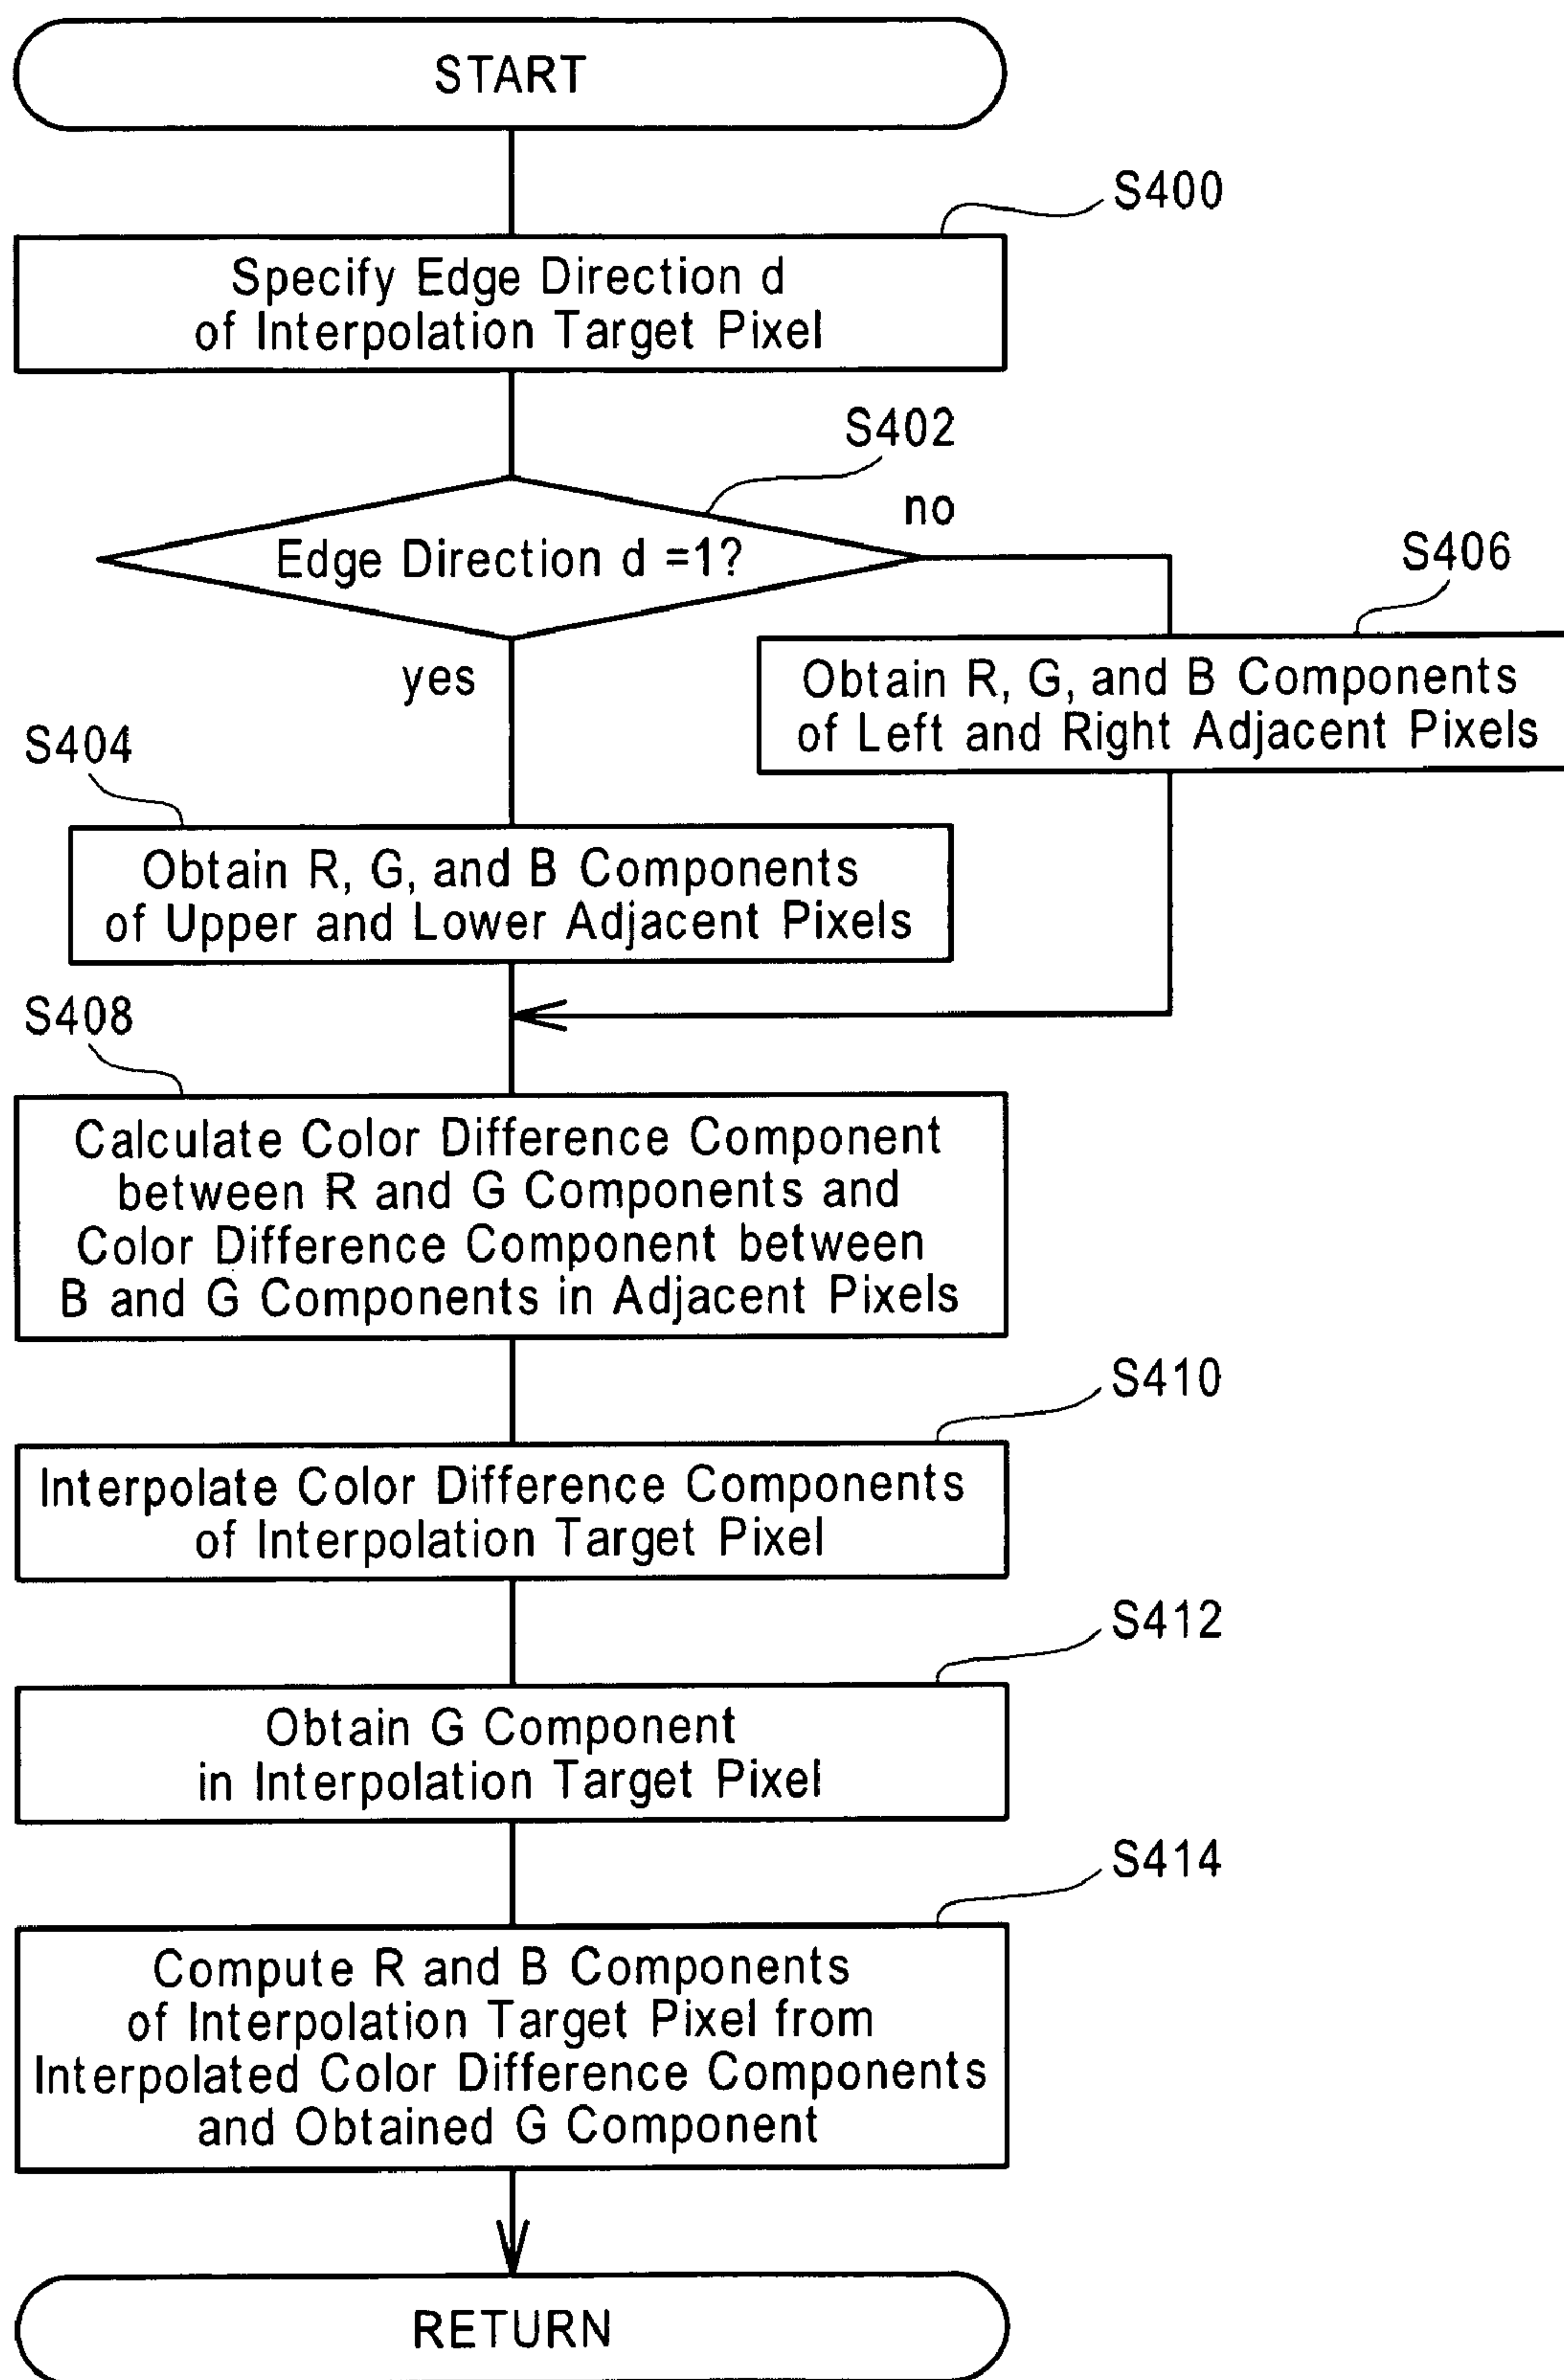 START
S400
Specify Edge Direction d
of Interpolation Target Pixel
S402
Edge Direction d =1?
no
yes
S406
Obtain R, G, and B Components
of Left and Right Adjacent Pixels
S404
Obtain R, G, and B Components
of Upper and Lower Adjacent Pixels
S408
Calculate Color Difference Component
between R and G Components and
Color Difference Component between
B and G Components in Adjacent Pixels
S410
Interpolate Color Difference Components
of Interpolation Target Pixel
S412
Obtain G Component
in Interpolation Target Pixel
S414
Compute R and B Components
of Interpolation Target Pixel from
Interpolated Color Difference Components
and Obtained G Component
RETURN